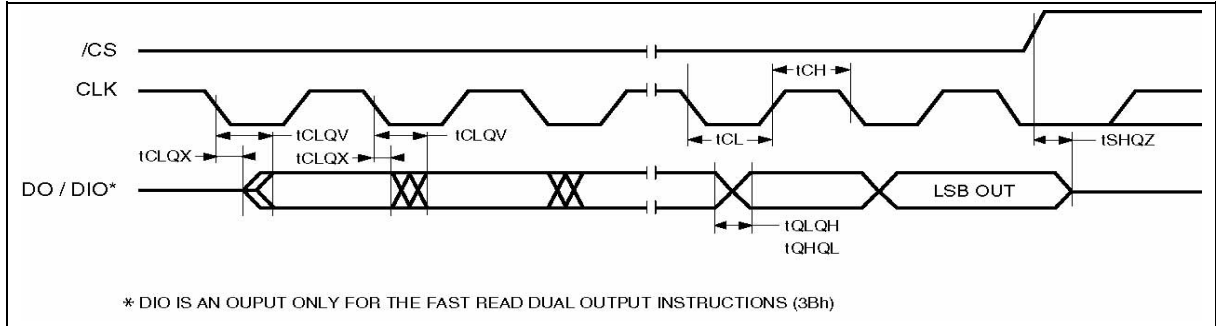 /CS
CLK
tCH
tCLQV
tCLQV
tCL
tSHQZ
tCLQX
tCLQX
DO / DIO*
LSB OUT
tQLQH
tQHQL
* DIO IS AN OUPUT ONLY FOR THE FAST READ DUAL OUTPUT INSTRUCTIONS (3Bh)